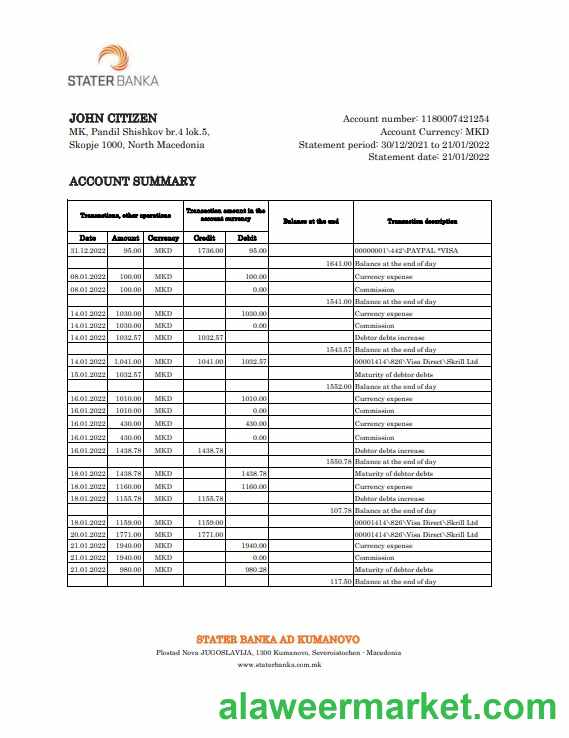 STATER BANKA
JOHN CITIZEN
MK, Pandil Shishkov br.4 lok.5,
Skopje 1000, North Macedonia
Account number: 1180007421254
Account Currency: MKD
Statement period: 30/12/2021 to 21/01/2022
Statement date: 21/01/2022
ACCOUNT SUMMARY
Transactions, other operations Transaction amount in the account currency Balance at the end Transaction description
Date Amount Currency Credit Debit
31.12.2022 95.00 MKD 1736.00 95.00 00000001\442\PAYPAL *VISA
1641.00 Balance at the end of day
08.01.2022 100.00 MKD 100.00 Currency expense
08.01.2022 100.00 MKD 0.00 Commission
1541.00 Balance at the end of day
14.01.2022 1030.00 MKD 1030.00 Currency expense
14.01.2022 1030.00 MKD 0.00 Commission
14.01.2022 1032.57 MKD 1032.57 Debtor debts increase
1543.57 Balance at the end of day
14.01.2022 1,041.00 MKD 1041.00 1032.57 00001414\826\Visa Direct\Skrill Ltd
15.01.2022 1032.57 MKD Maturity of debtor debts
1552.00 Balance at the end of day
16.01.2022 1010.00 MKD 1010.00 Currency expense
16.01.2022 1010.00 MKD 0.00 Commission
16.01.2022 430.00 MKD 430.00 Currency expense
16.01.2022 430.00 MKD 0.00 Commission
16.01.2022 1438.78 MKD 1438.78 Debtor debts increase
1550.78 Balance at the end of day
18.01.2022 1438.78 MKD 1438.78 Maturity of debtor debts
18.01.2022 1160.00 MKD 1160.00 Currency expense
18.01.2022 1155.78 MKD 1155.78 Debtor debts increase
107.78 Balance at the end of day
18.01.2022 1159.00 MKD 1159.00 00001414\826\Visa Direct\Skrill Ltd
20.01.2022 1771.00 MKD 1771.00 00001414\826\Visa Direct\Skrill Ltd
21.01.2022 1940.00 MKD 1940.00 Currency expense
21.01.2022 1940.00 MKD 0.00 Commission
21.01.2022 980.00 MKD 980.28 Maturity of debtor debts
117.50 Balance at the end of day
STATER BANKA AD KUMANOVO
Plostad Nova JUGOSLAVIJA, 1300 Kumanovo, Severoistochen - Macedonia
www.staterbanka.com.mk
alaweermarket.com